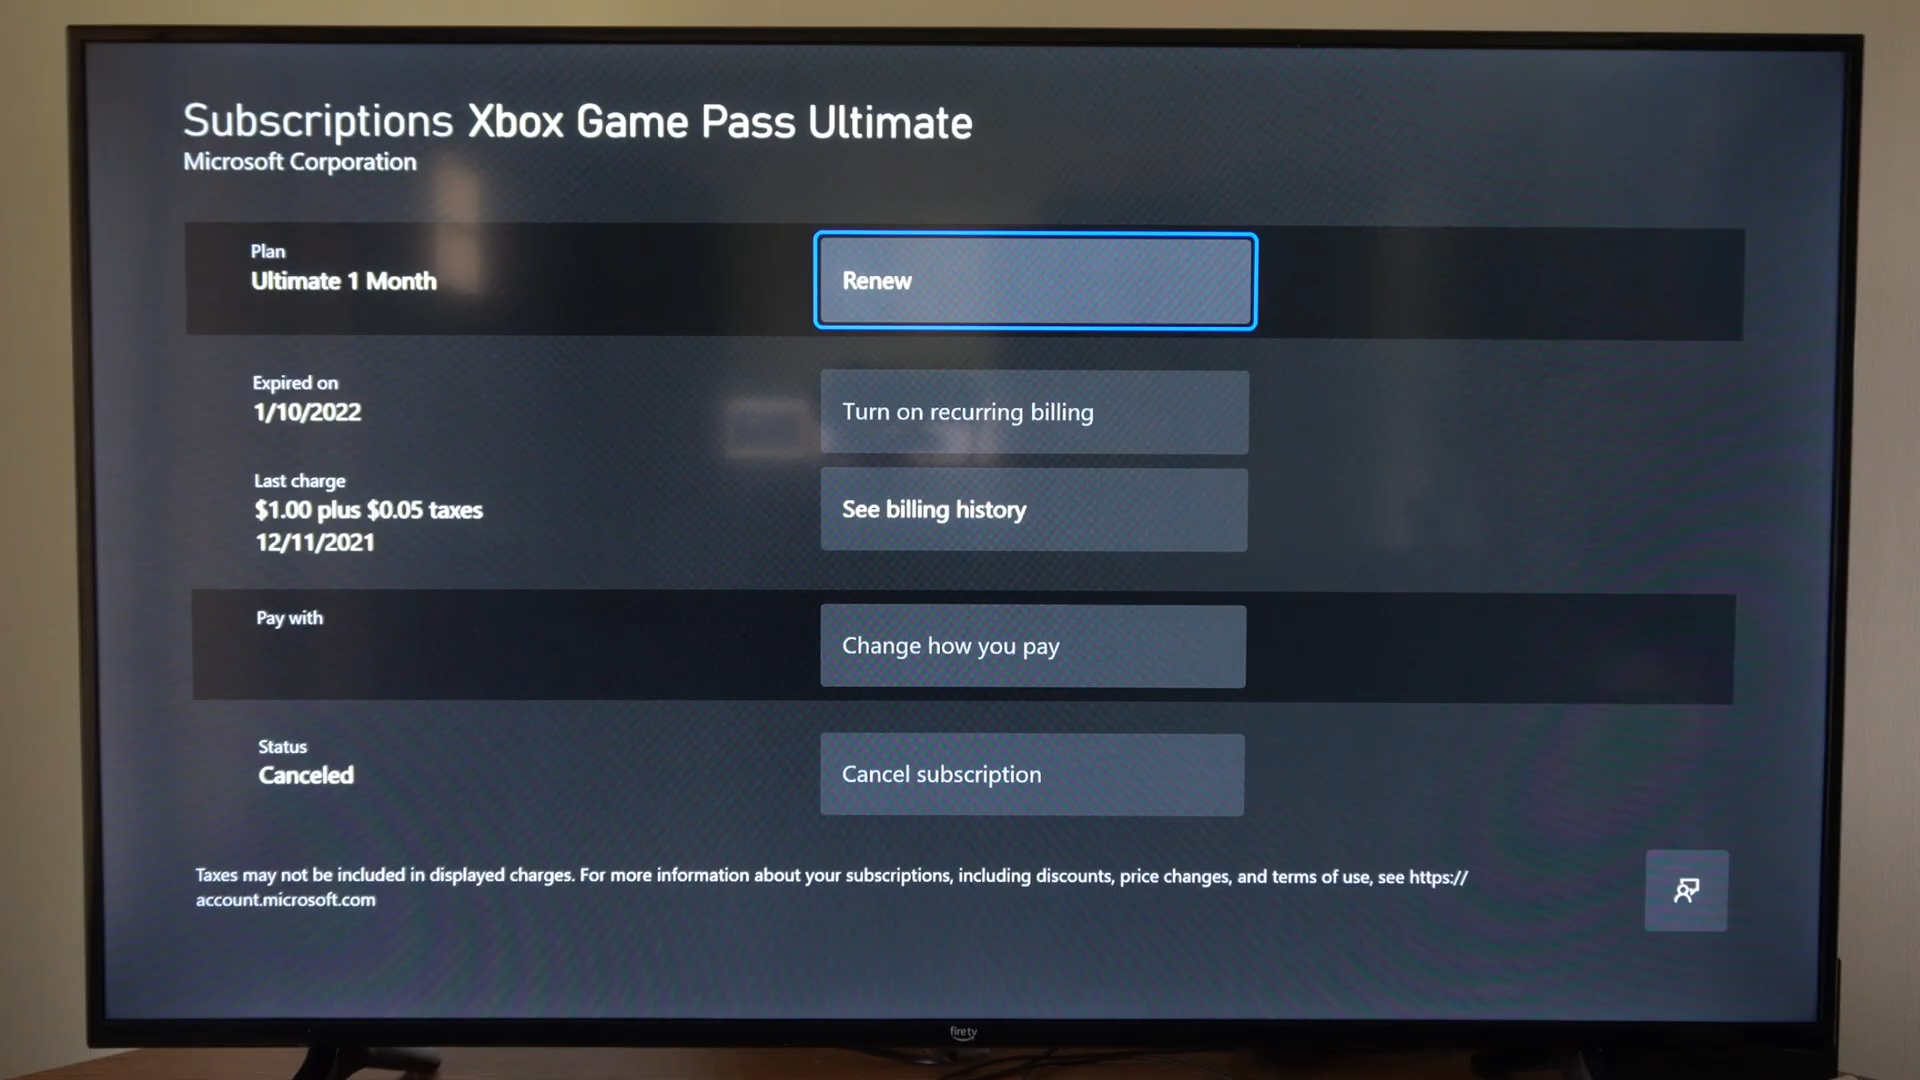 Subscriptions Xbox Game Pass Ultimate
Microsoft Corporation
Plan
Ultimate 1 Month
Renew
Expired on
1/10/2022
Turn on recurring billing
Last charge
$1.00 plus $0.05 taxes
12/11/2021
See billing history
Pay with
Change how you pay
Status
Canceled
Cancel subscription
Taxes may not be included in displayed charges. For more information about your subscriptions, including discounts, price changes, and terms of use, see https://
account.microsoft.com
fire tv